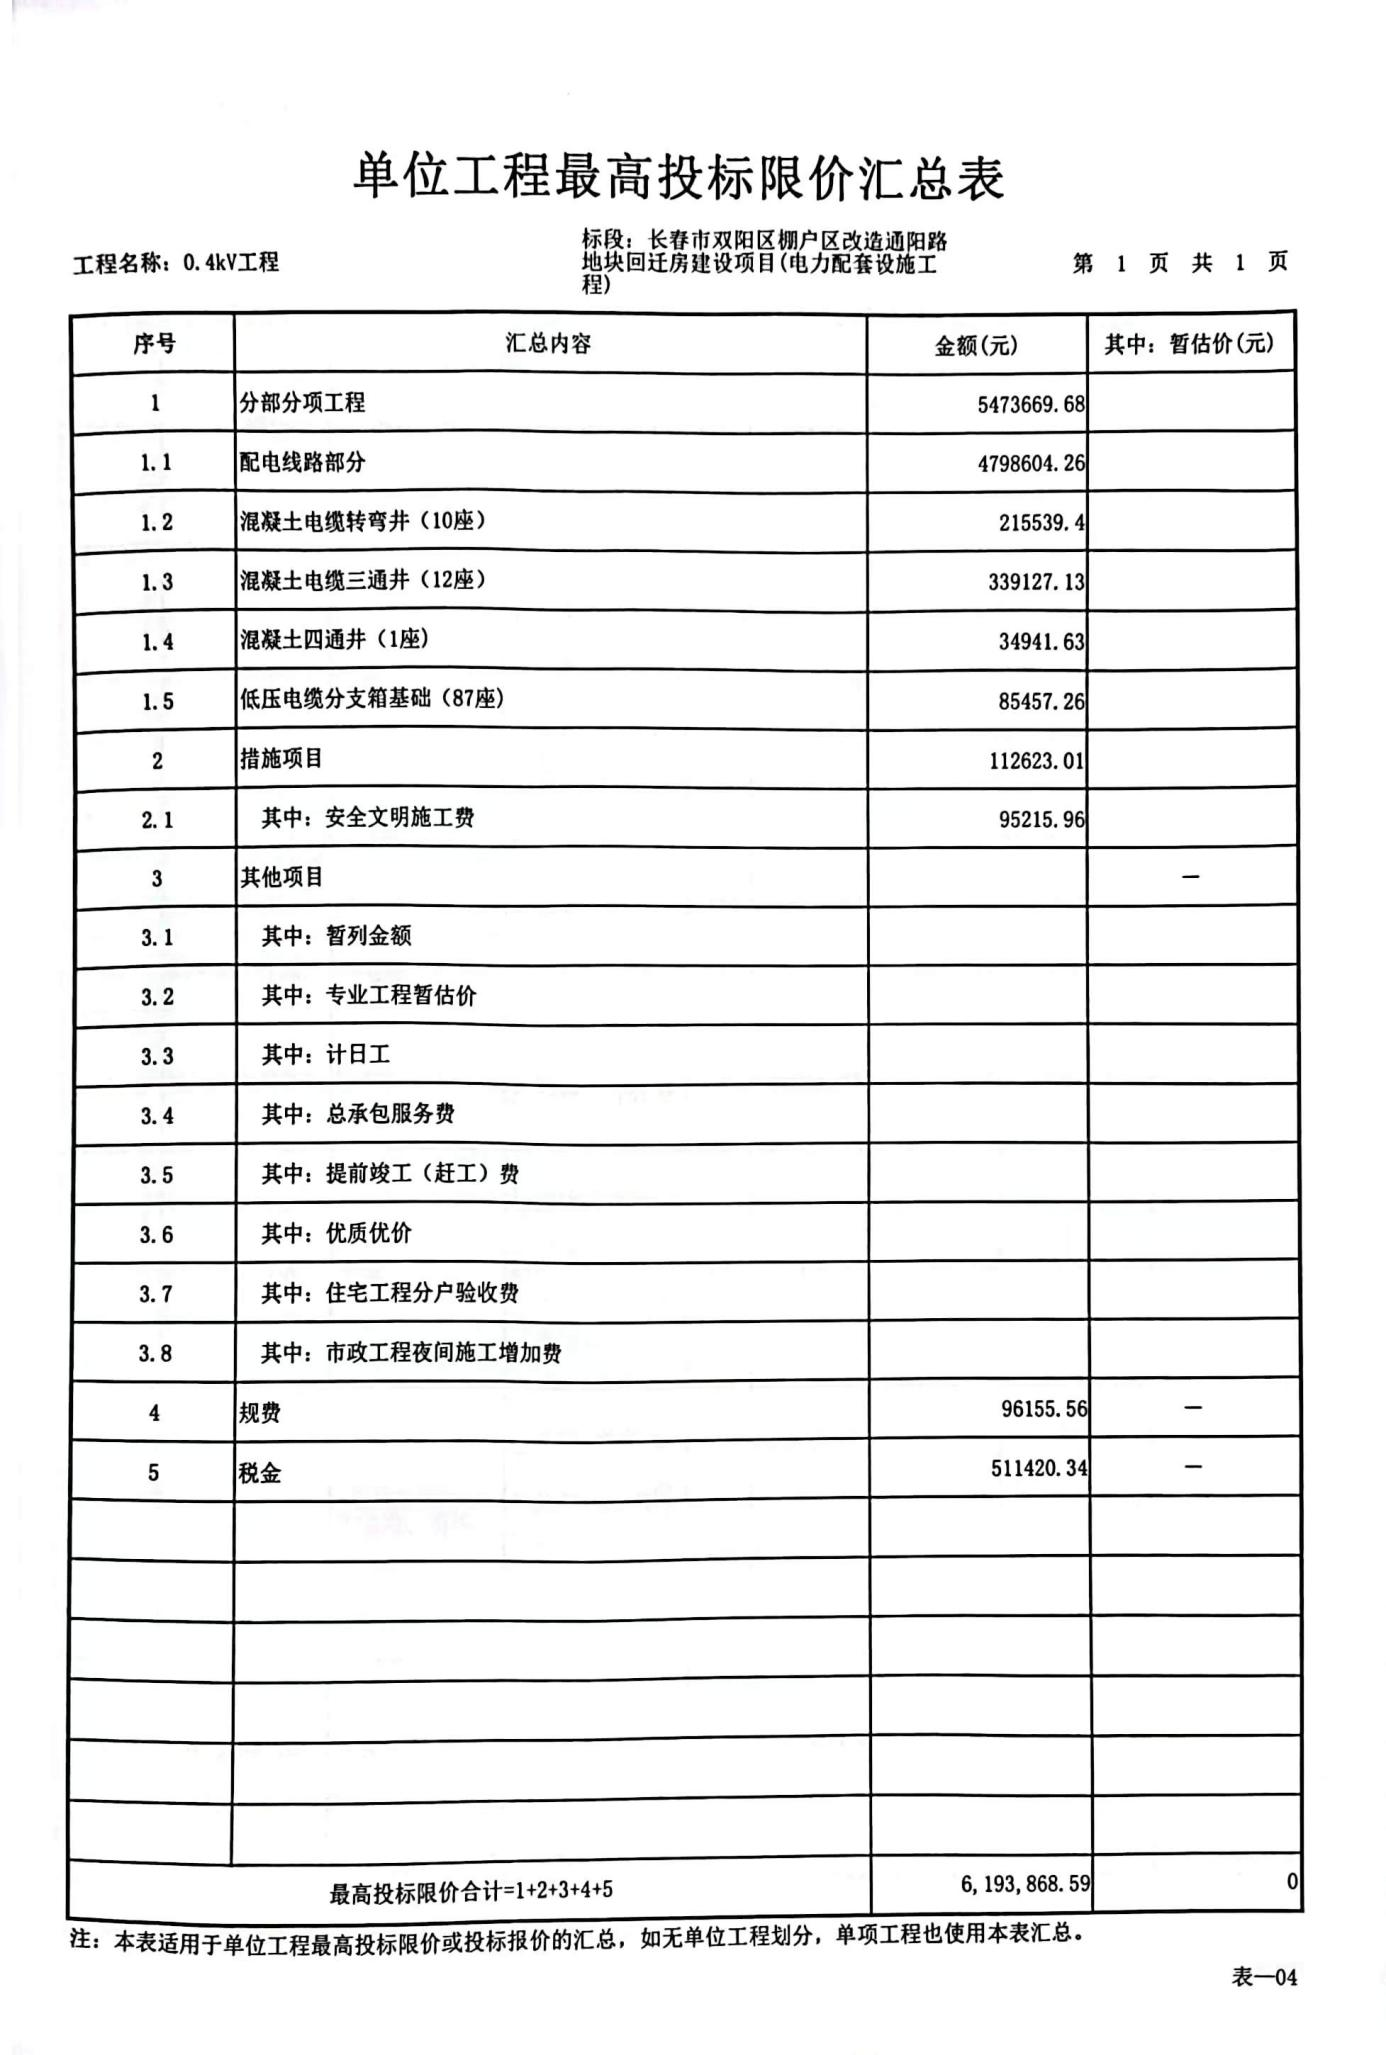 单位工程最高投标限价汇总表
工程名称：0.4kV工程
标段：长春市双阳区棚户区改造通阳路
地块回迁房建设项目(电力配套设施工
程)
第 1 页 共 1 页
序号 汇总内容 金额(元) 其中：暂估价(元)
1 分部分项工程 5473669.68
1.1 配电线路部分 4798604.26
1.2 混凝土电缆转弯井（10座） 215539.4
1.3 混凝土电缆三通井（12座） 339127.13
1.4 混凝土四通井（1座) 34941.63
1.5 低压电缆分支箱基础（87座) 85457.26
2 措施项目 112623.01
2.1 其中：安全文明施工费 95215.96
3 其他项目 —
3.1 其中：暂列金额
3.2 其中：专业工程暂估价
3.3 其中：计日工
3.4 其中：总承包服务费
3.5 其中：提前竣工（赶工）费
3.6 其中：优质优价
3.7 其中：住宅工程分户验收费
3.8 其中：市政工程夜间施工增加费
4 规费 96155.56 —
5 税金 511420.34 —
最高投标限价合计=1+2+3+4+5 6,193,868.59 0
注：本表适用于单位工程最高投标限价或投标报价的汇总，如无单位工程划分，单项工程也使用本表汇总。
表—04